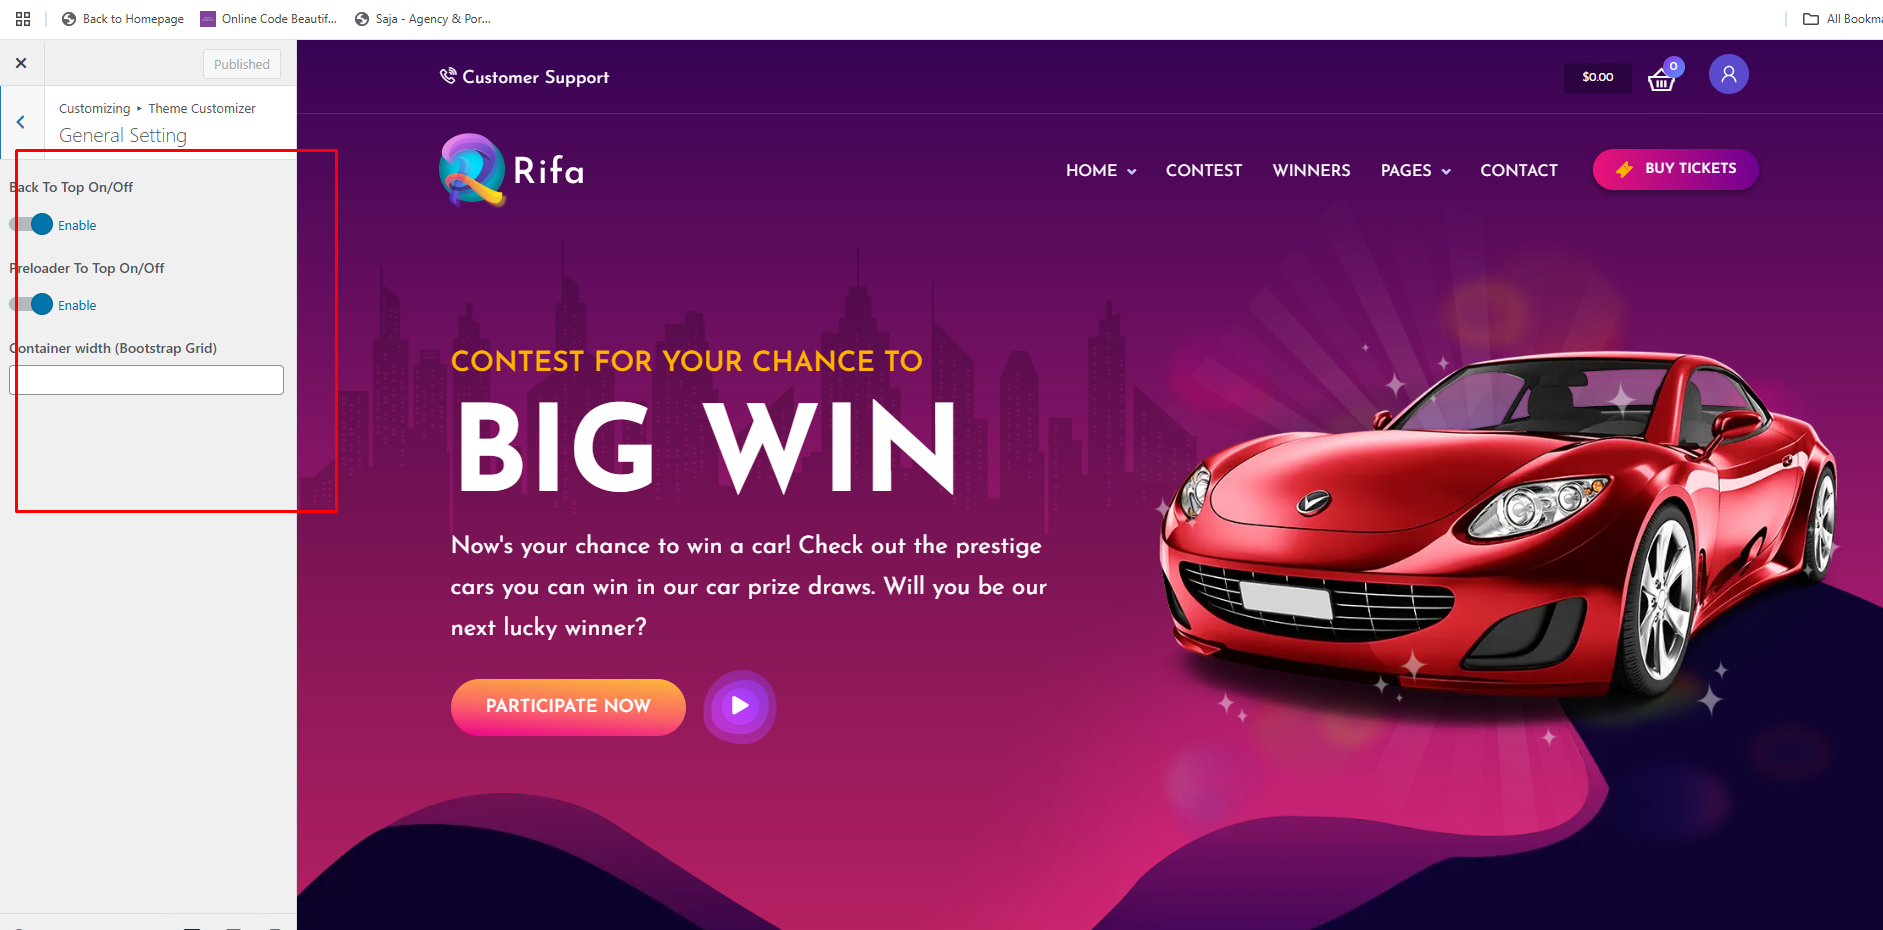 Back to Homepage
Online Code Beautif...
Saja - Agency & Por...
All Bookma
Published
Customizing ▸ Theme Customizer
General Setting
Back To Top On/Off
Enable
Preloader To Top On/Off
Enable
Container width (Bootstrap Grid)
Customer Support
$0.00
0
Rifa
HOME
CONTEST
WINNERS
PAGES
CONTACT
BUY TICKETS
CONTEST FOR YOUR CHANCE TO
BIG WIN
Now's your chance to win a car! Check out the prestige
cars you can win in our car prize draws. Will you be our
next lucky winner?
PARTICIPATE NOW